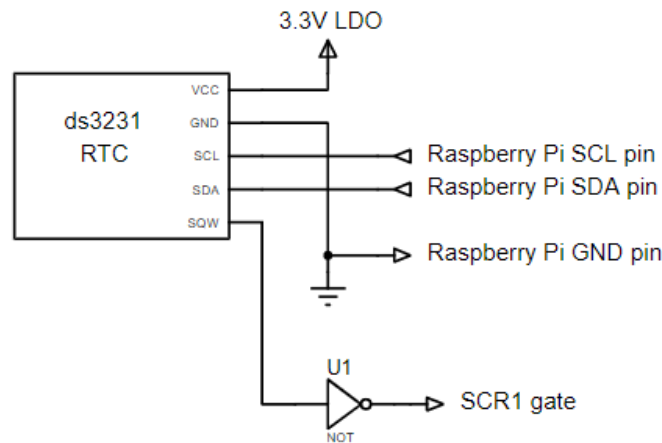 3.3V LDO
ds3231
RTC
VCC
GND
SCL
SDA
SQW
Raspberry Pi SCL pin
Raspberry Pi SDA pin
Raspberry Pi GND pin
U1
NOT
SCR1 gate